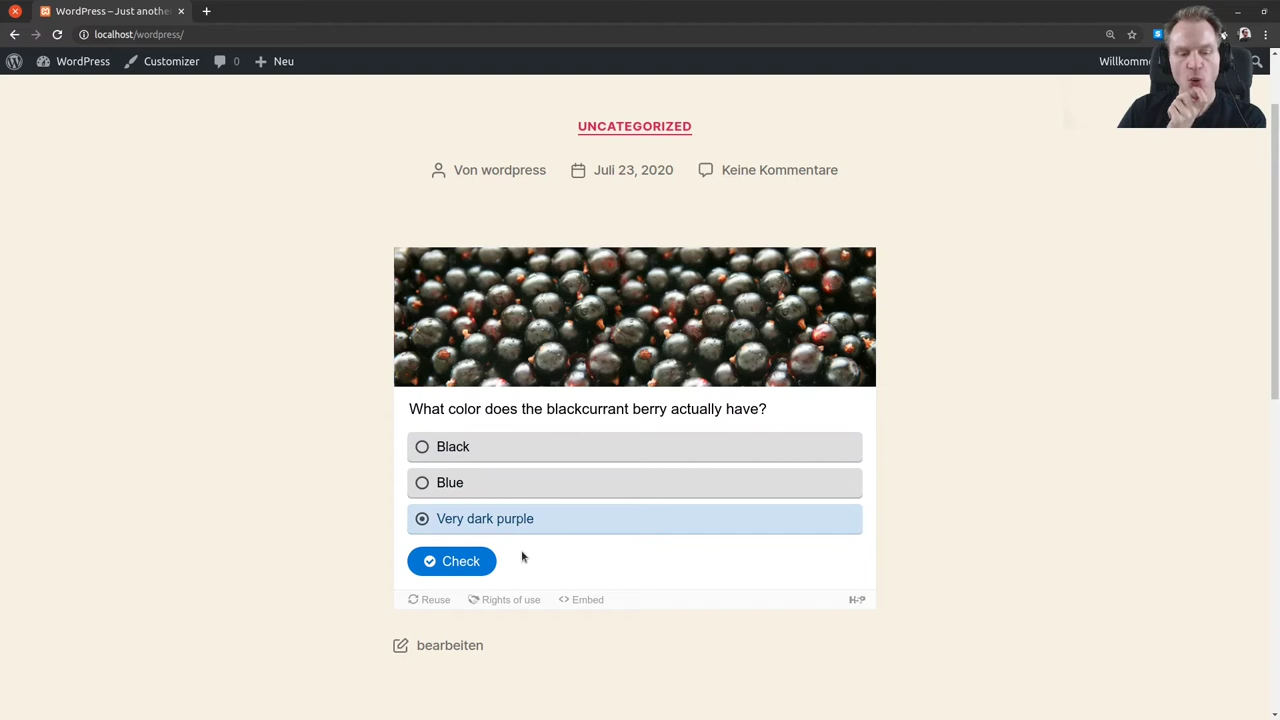 WordPress – Just anothe
localhost/wordpress/
WordPress
Customizer
0
Neu
Willkomme
UNCATEGORIZED
Von wordpress
Juli 23, 2020
Keine Kommentare
What color does the blackcurrant berry actually have?
Black
Blue
Very dark purple
Check
Reuse
Rights of use
Embed
H-P
bearbeiten